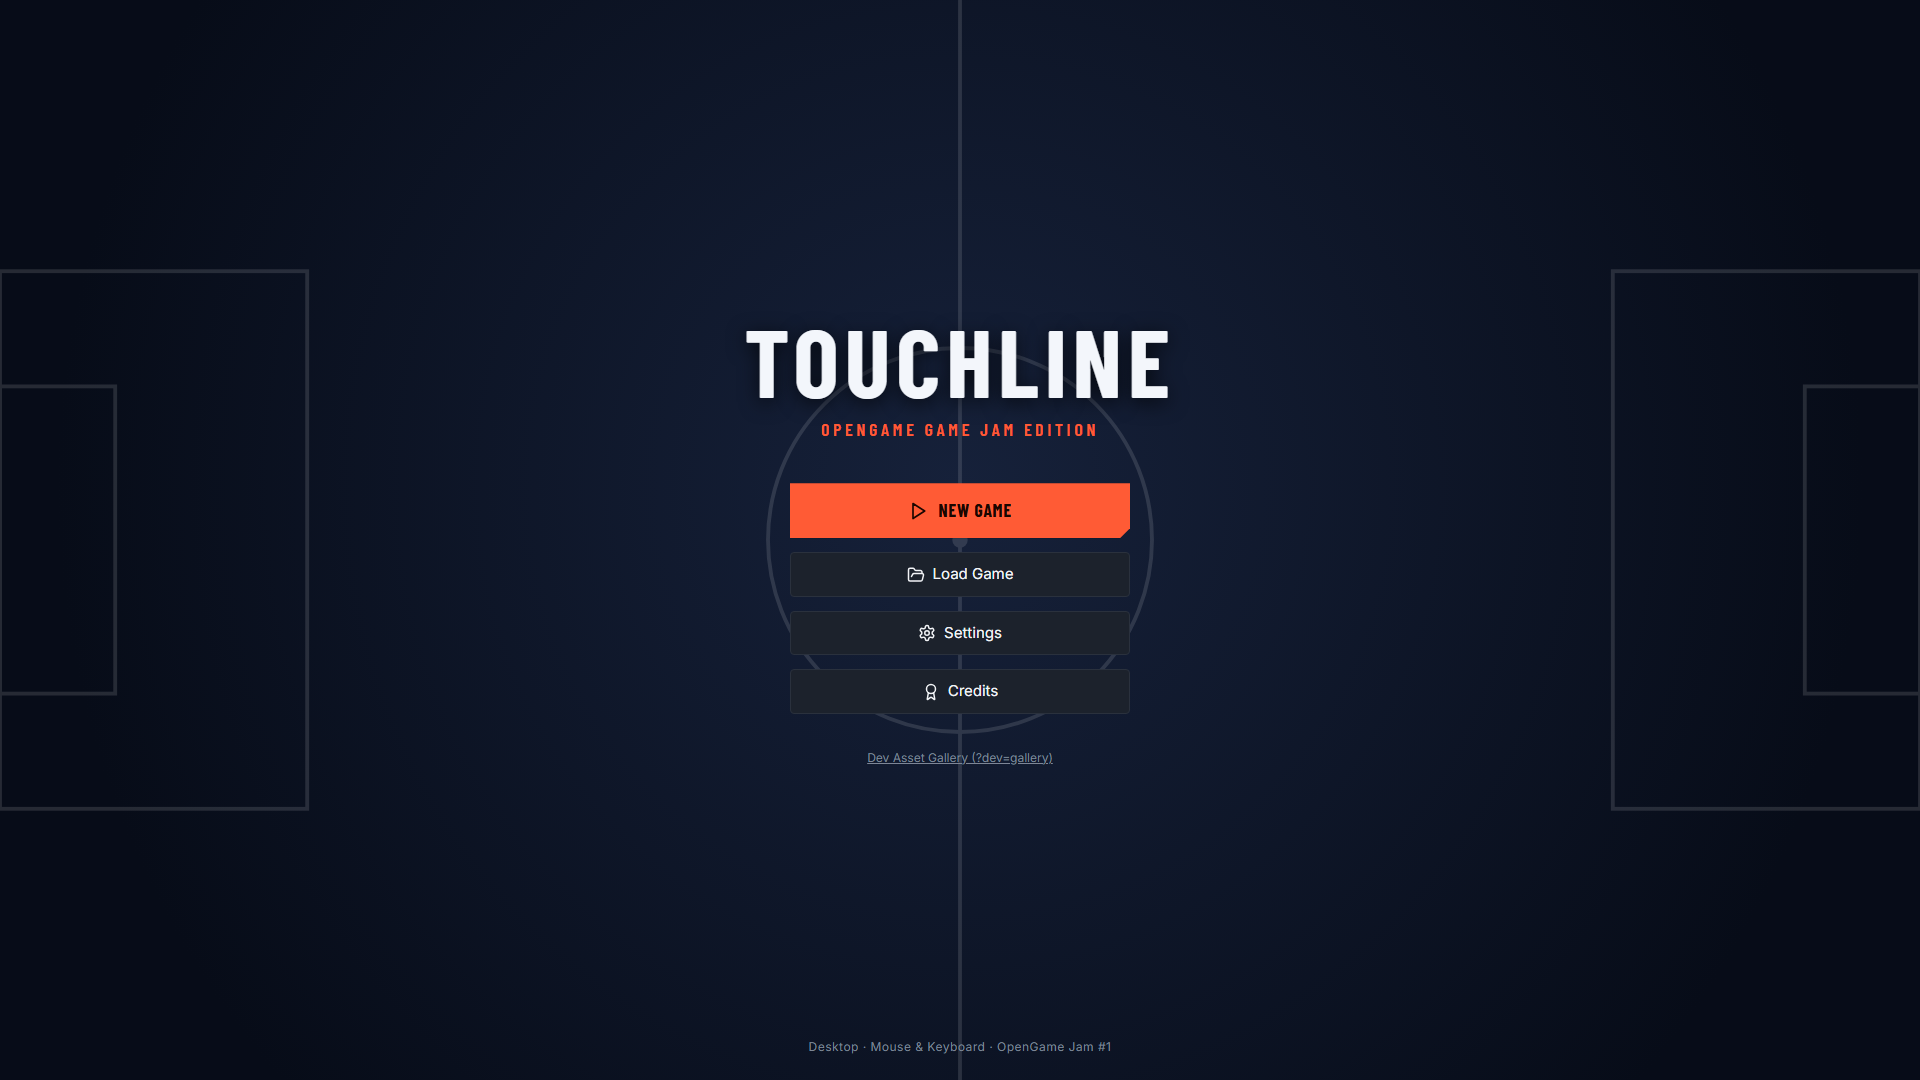 TOUCHLINE
OPENGAME GAME JAM EDITION
NEW GAME
Load Game
Settings
Credits
Dev Asset Gallery (?dev=gallery)
Desktop · Mouse & Keyboard · OpenGame Jam #1